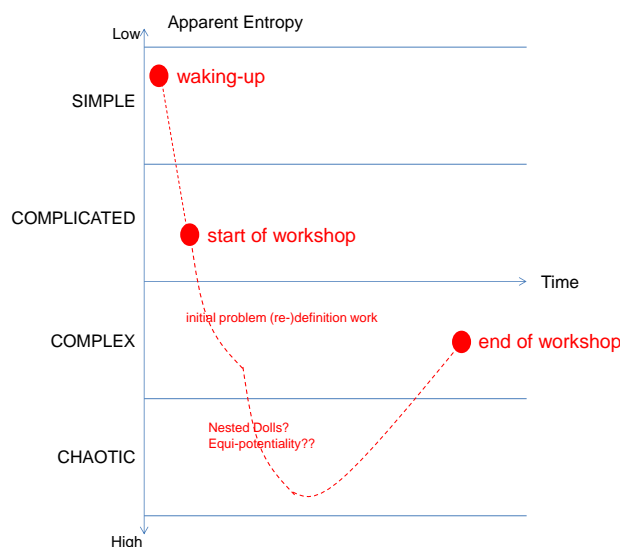 Apparent Entropy
Low
waking-up
SIMPLE
COMPLICATED
start of workshop
Time
initial problem (re-)definition work
COMPLEX
end of workshop
Nested Dolls?
Equi-potentiality??
CHAOTIC
High